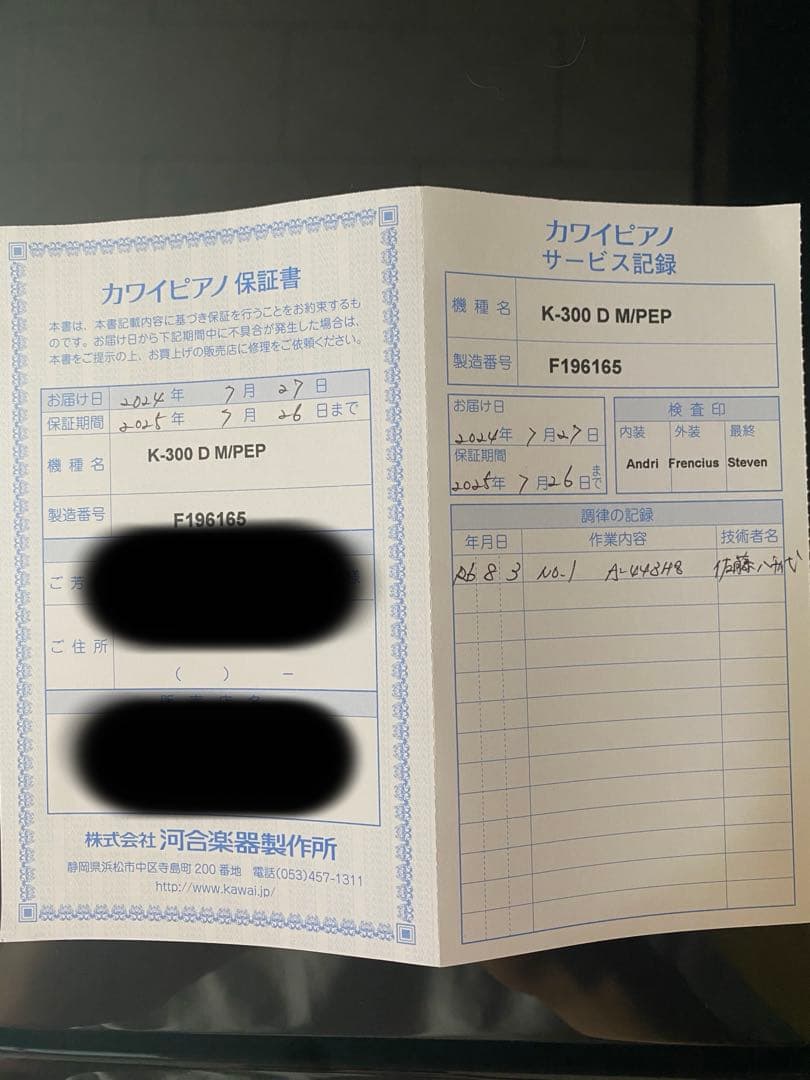 カワイピアノ 保証書
本書は、本書記載内容に基づき保証を行うことをお約束するも
のです。お届け日から下記期間中に不具合が発生した場合は、
本書をご提示の上、お買上げの販売店に修理をご依頼ください。
お届け日 2024年 7月 27日
保証期間 2025年 7月 26日まで
機種名 K-300 D M/PEP
製造番号 F196165
ご芳
ご住所
( ) −
株式会社 河合楽器製作所
静岡県浜松市中区寺島町200番地 電話(053)457-1311
http://www.kawai.jp/
カワイピアノ
サービス記録
機種名 K-300 D M/PEP
製造番号 F196165
お届け日
2024年 7月27日
保証期間
2025年 7月26日まで
検査印
内装 外装 最終
Andri Frencius Steven
調律の記録
年月日 作業内容 技術者名
R6 8 3 No.1 佐藤